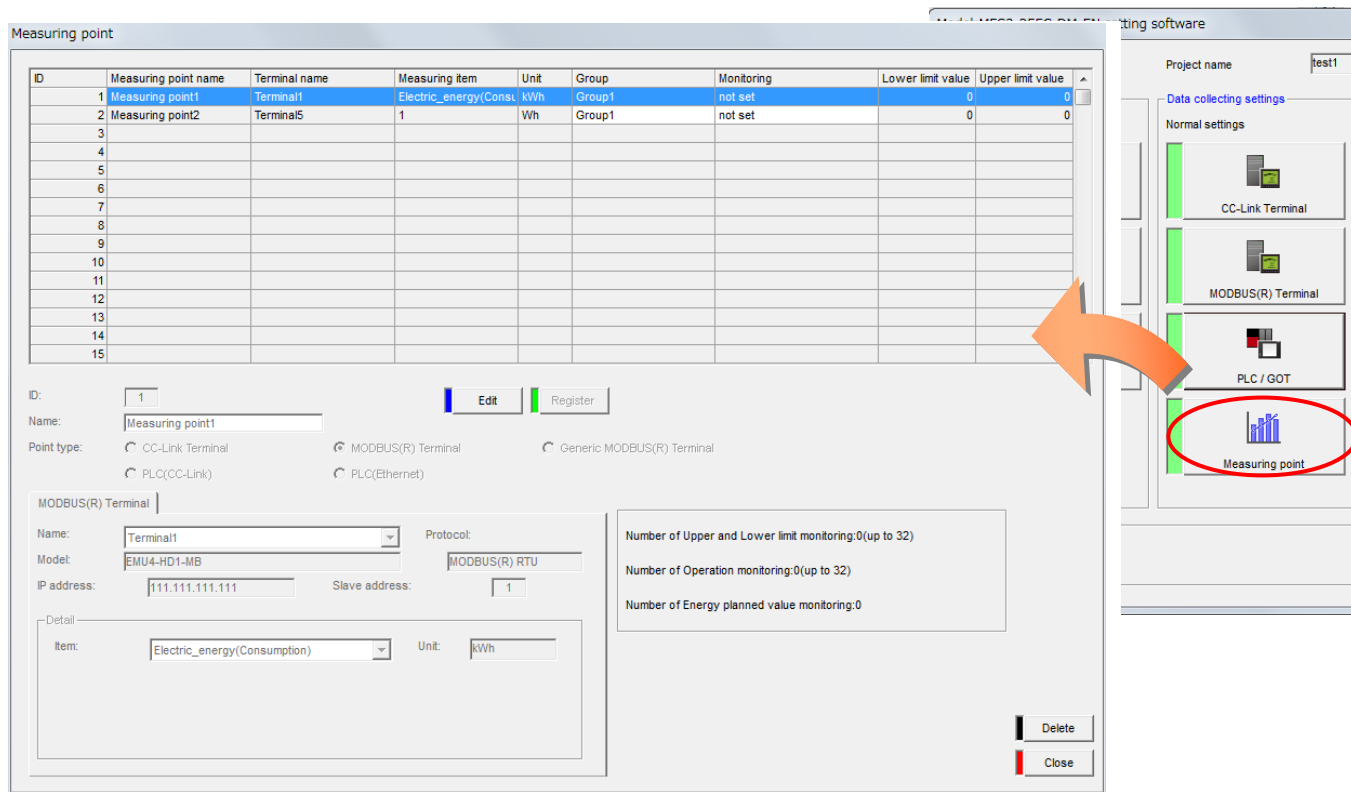 Measuring point
ID Measuring point name Terminal name Measuring item Unit Group Monitoring Lower limit value Upper limit value
1 Measuring point1 Terminal1 Electric_energy(Consu kWh Group1 not set 0 0
2 Measuring point2 Terminal5 1 Wh Group1 not set 0 0
3
4
5
6
7
8
9
10
11
12
13
14
15
ID: 1 Edit Register
Name: Measuring point1
Point type: CC-Link Terminal MODBUS(R) Terminal Generic MODBUS(R) Terminal
PLC(CC-Link) PLC(Ethernet)
MODBUS(R) Terminal
Name: Terminal1 Protocol:
Model: EMU4-HD1-MB MODBUS(R) RTU
IP address: 111.111.111.111 Slave address: 1
Detail
Item: Electric_energy(Consumption) Unit: kWh
Number of Upper and Lower limit monitoring:0(up to 32)
Number of Operation monitoring:0(up to 32)
Number of Energy planned value monitoring:0
Delete
Close
software
Project name test1
Data collecting settings
Normal settings
CC-Link Terminal
MODBUS(R) Terminal
PLC / GOT
Measuring point